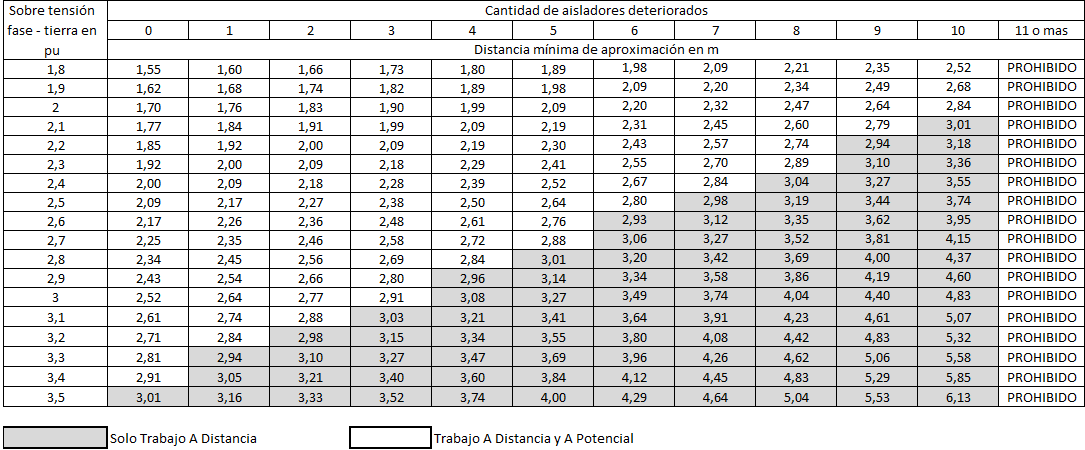 Sobre tensión fase - tierra en pu	Cantidad de aisladores deteriorados
0	1	2	3	4	5	6	7	8	9	10	11 o mas
Distancia mínima de aproximación en m
1,8	1,55	1,60	1,66	1,73	1,80	1,89	1,98	2,09	2,21	2,35	2,52	PROHIBIDO
1,9	1,62	1,68	1,74	1,82	1,89	1,98	2,09	2,20	2,34	2,49	2,68	PROHIBIDO
2	1,70	1,76	1,83	1,90	1,99	2,09	2,20	2,32	2,47	2,64	2,84	PROHIBIDO
2,1	1,77	1,84	1,91	1,99	2,09	2,19	2,31	2,45	2,60	2,79	3,01	PROHIBIDO
2,2	1,85	1,92	2,00	2,09	2,19	2,30	2,43	2,57	2,74	2,94	3,18	PROHIBIDO
2,3	1,92	2,00	2,09	2,18	2,29	2,41	2,55	2,70	2,89	3,10	3,36	PROHIBIDO
2,4	2,00	2,09	2,18	2,28	2,39	2,52	2,67	2,84	3,04	3,27	3,55	PROHIBIDO
2,5	2,09	2,17	2,27	2,38	2,50	2,64	2,80	2,98	3,19	3,44	3,74	PROHIBIDO
2,6	2,17	2,26	2,36	2,48	2,61	2,76	2,93	3,12	3,35	3,62	3,95	PROHIBIDO
2,7	2,25	2,35	2,46	2,58	2,72	2,88	3,06	3,27	3,52	3,81	4,15	PROHIBIDO
2,8	2,34	2,45	2,56	2,69	2,84	3,01	3,20	3,42	3,69	4,00	4,37	PROHIBIDO
2,9	2,43	2,54	2,66	2,80	2,96	3,14	3,34	3,58	3,86	4,19	4,60	PROHIBIDO
3	2,52	2,64	2,77	2,91	3,08	3,27	3,49	3,74	4,04	4,40	4,83	PROHIBIDO
3,1	2,61	2,74	2,88	3,03	3,21	3,41	3,64	3,91	4,23	4,61	5,07	PROHIBIDO
3,2	2,71	2,84	2,98	3,15	3,34	3,55	3,80	4,08	4,42	4,83	5,32	PROHIBIDO
3,3	2,81	2,94	3,10	3,27	3,47	3,69	3,96	4,26	4,62	5,06	5,58	PROHIBIDO
3,4	2,91	3,05	3,21	3,40	3,60	3,84	4,12	4,45	4,83	5,29	5,85	PROHIBIDO
3,5	3,01	3,16	3,33	3,52	3,74	4,00	4,29	4,64	5,04	5,53	6,13	PROHIBIDO
Solo Trabajo A Distancia	Trabajo A Distancia y A Potencial